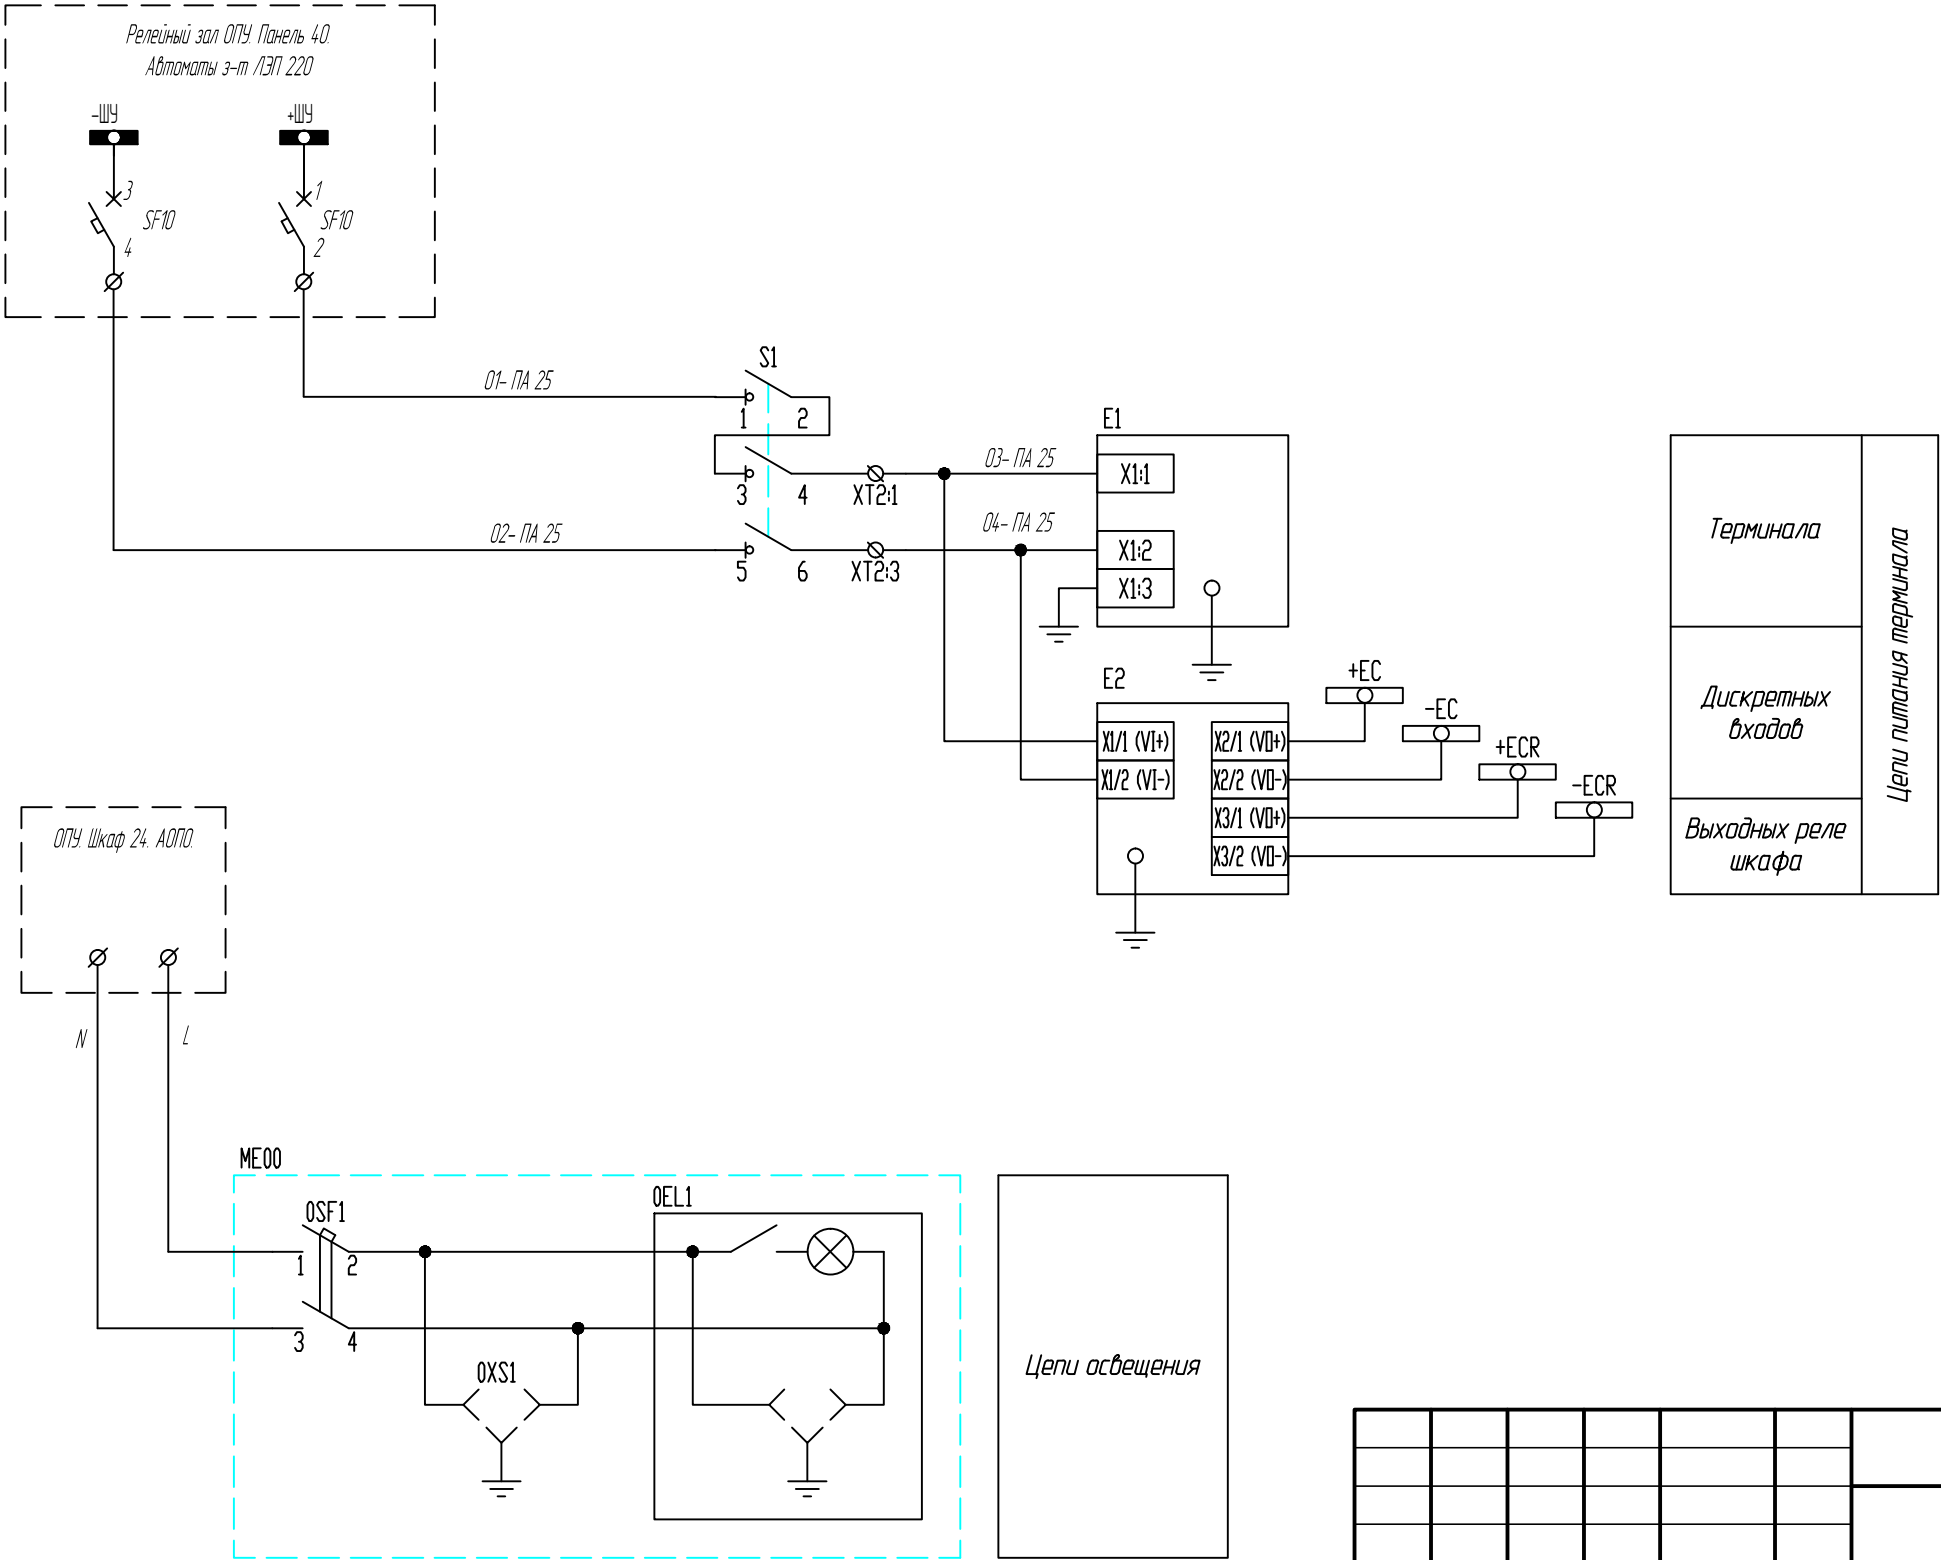 Релейный зал ОПУ. Панель 40.
Автоматы з-т ЛЭП 220
-ШУ
+ШУ
3
SF10
4
1
SF10
2
01- ПА 25
S1
1
2
3
4
XT2:1
02- ПА 25
5
6
XT2:3
03- ПА 25
04- ПА 25
E1
X1:1
X1:2
X1:3
E2
X1/1 (VI+)
X1/2 (VI-)
X2/1 (VO+)
X2/2 (VO-)
X3/1 (VO+)
X3/2 (VO-)
+EC
-EC
+ECR
-ECR
Терминала
Дискретных
входов
Выходных реле
шкафа
Цепи питания терминала
ОПУ. Шкаф 24. АОПО.
N
L
ME00
0SF1
1
2
3
4
0XS1
0EL1
Цепи освещения